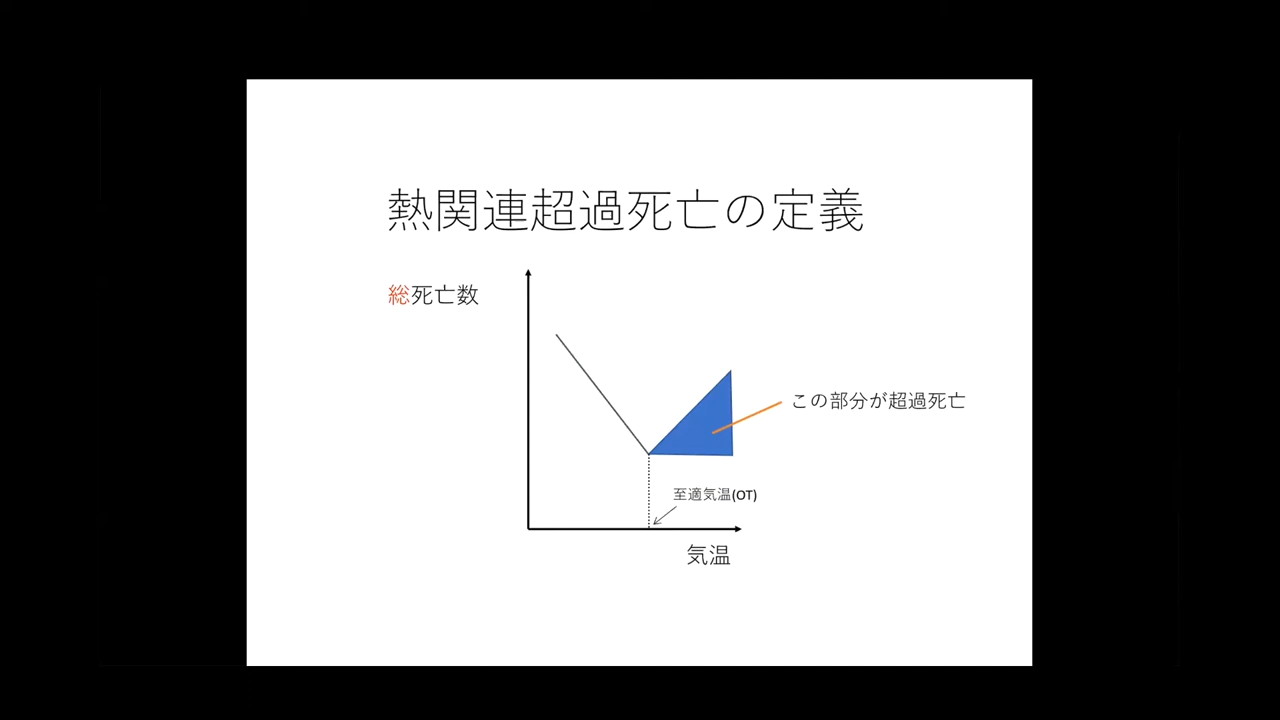 熱関連超過死亡の定義
総死亡数
この部分が超過死亡
至適気温(OT)
気温